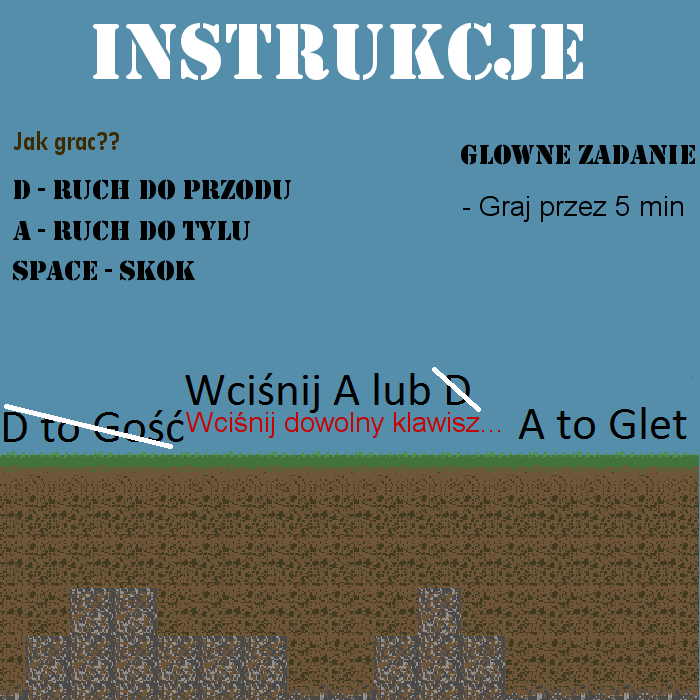 INSTRUKCJE
Jak grac??
D - RUCH DO PRZODU
A - RUCH DO TYLU
SPACE - SKOK
GLOWNE ZADANIE
- Graj przez 5 min
Wciśnij A lub D
D to Gość
Wciśnij dowolny klawisz...
A to Glet